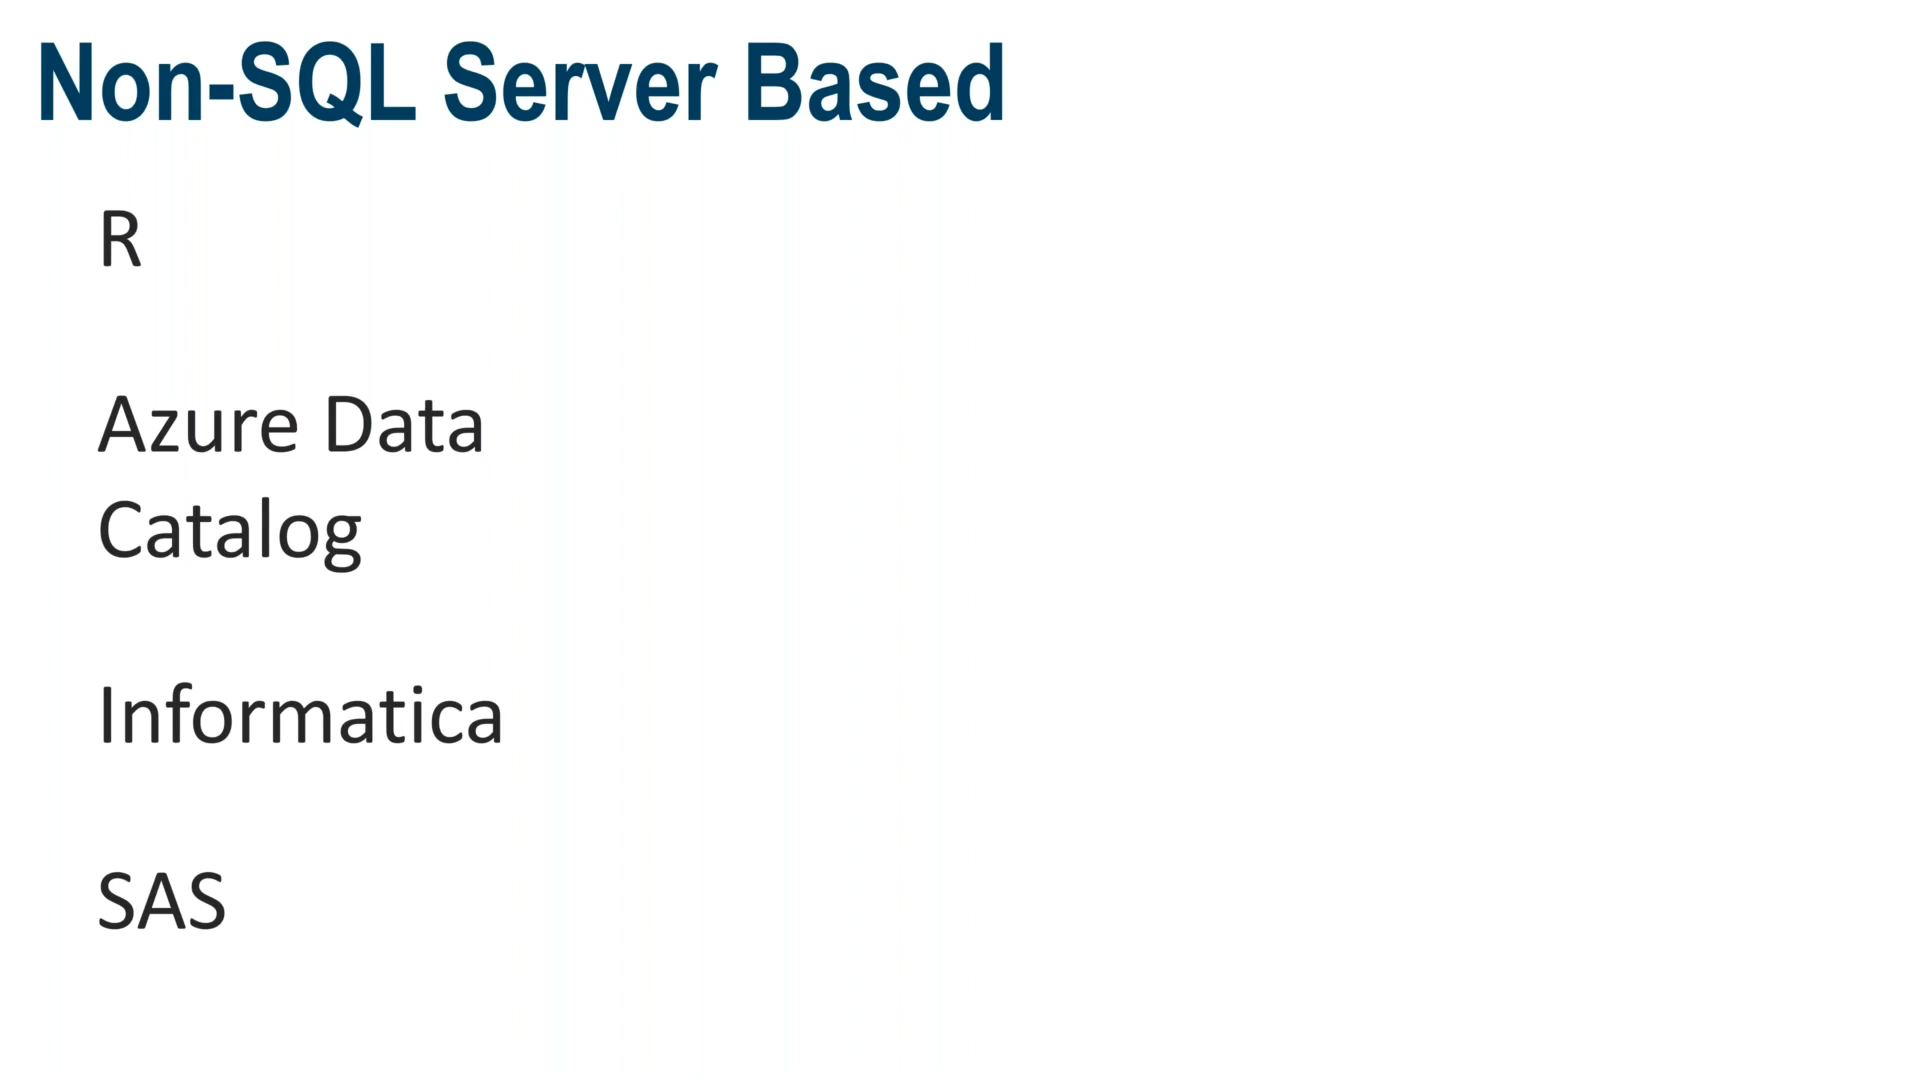 Non-SQL Server Based
R
Azure Data
Catalog
Informatica
SAS